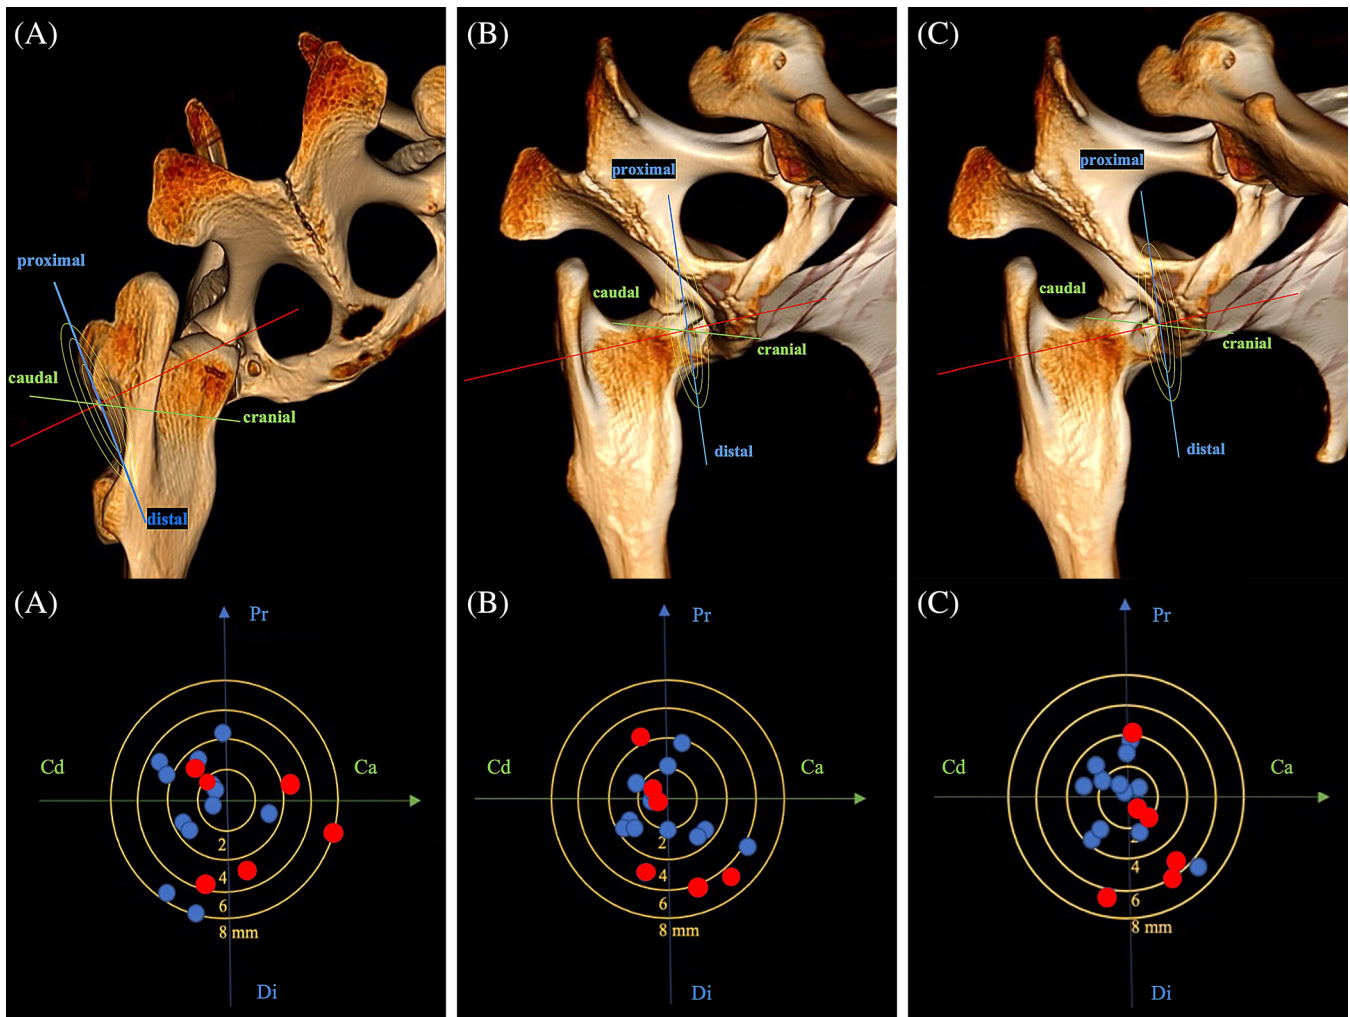 (A)
proximal
caudal
cranial
distal
(B)
proximal
caudal
cranial
distal
(C)
proximal
caudal
cranial
distal
(A)
Pr
Cd
Ca
2
4
6
8 mm
Di
(B)
Pr
Cd
Ca
2
4
6
8 mm
Di
(C)
Pr
Cd
Ca
2
4
6
8 mm
Di